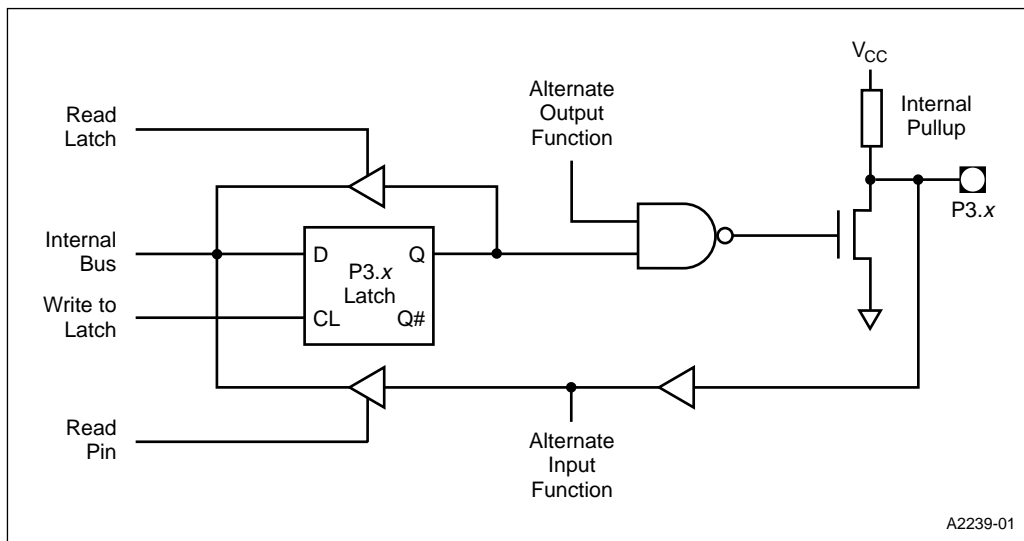 Read
Latch
Internal
Bus
Write to
Latch
Read
Pin
D
Q
P3.x
Latch
CL
Q#
Alternate
Output
Function
Alternate
Input
Function
VCC
Internal
Pullup
P3.x
A2239-01